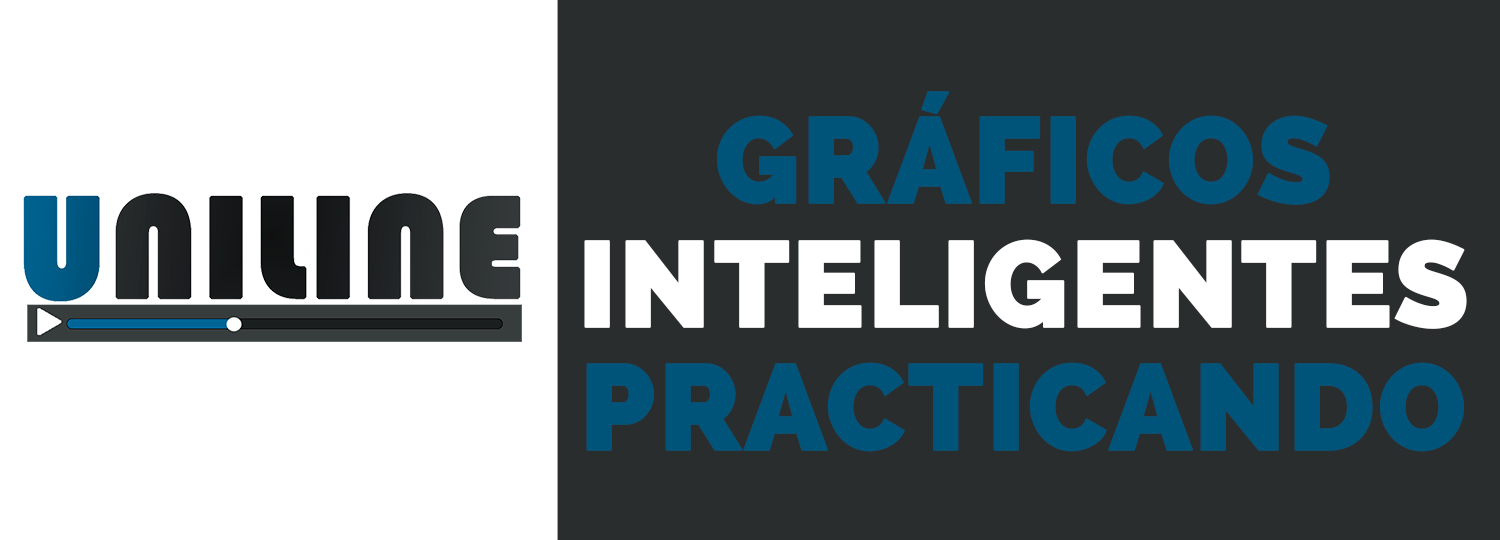 UNILINE
GRÁFICOS
INTELIGENTES
PRACTICANDO